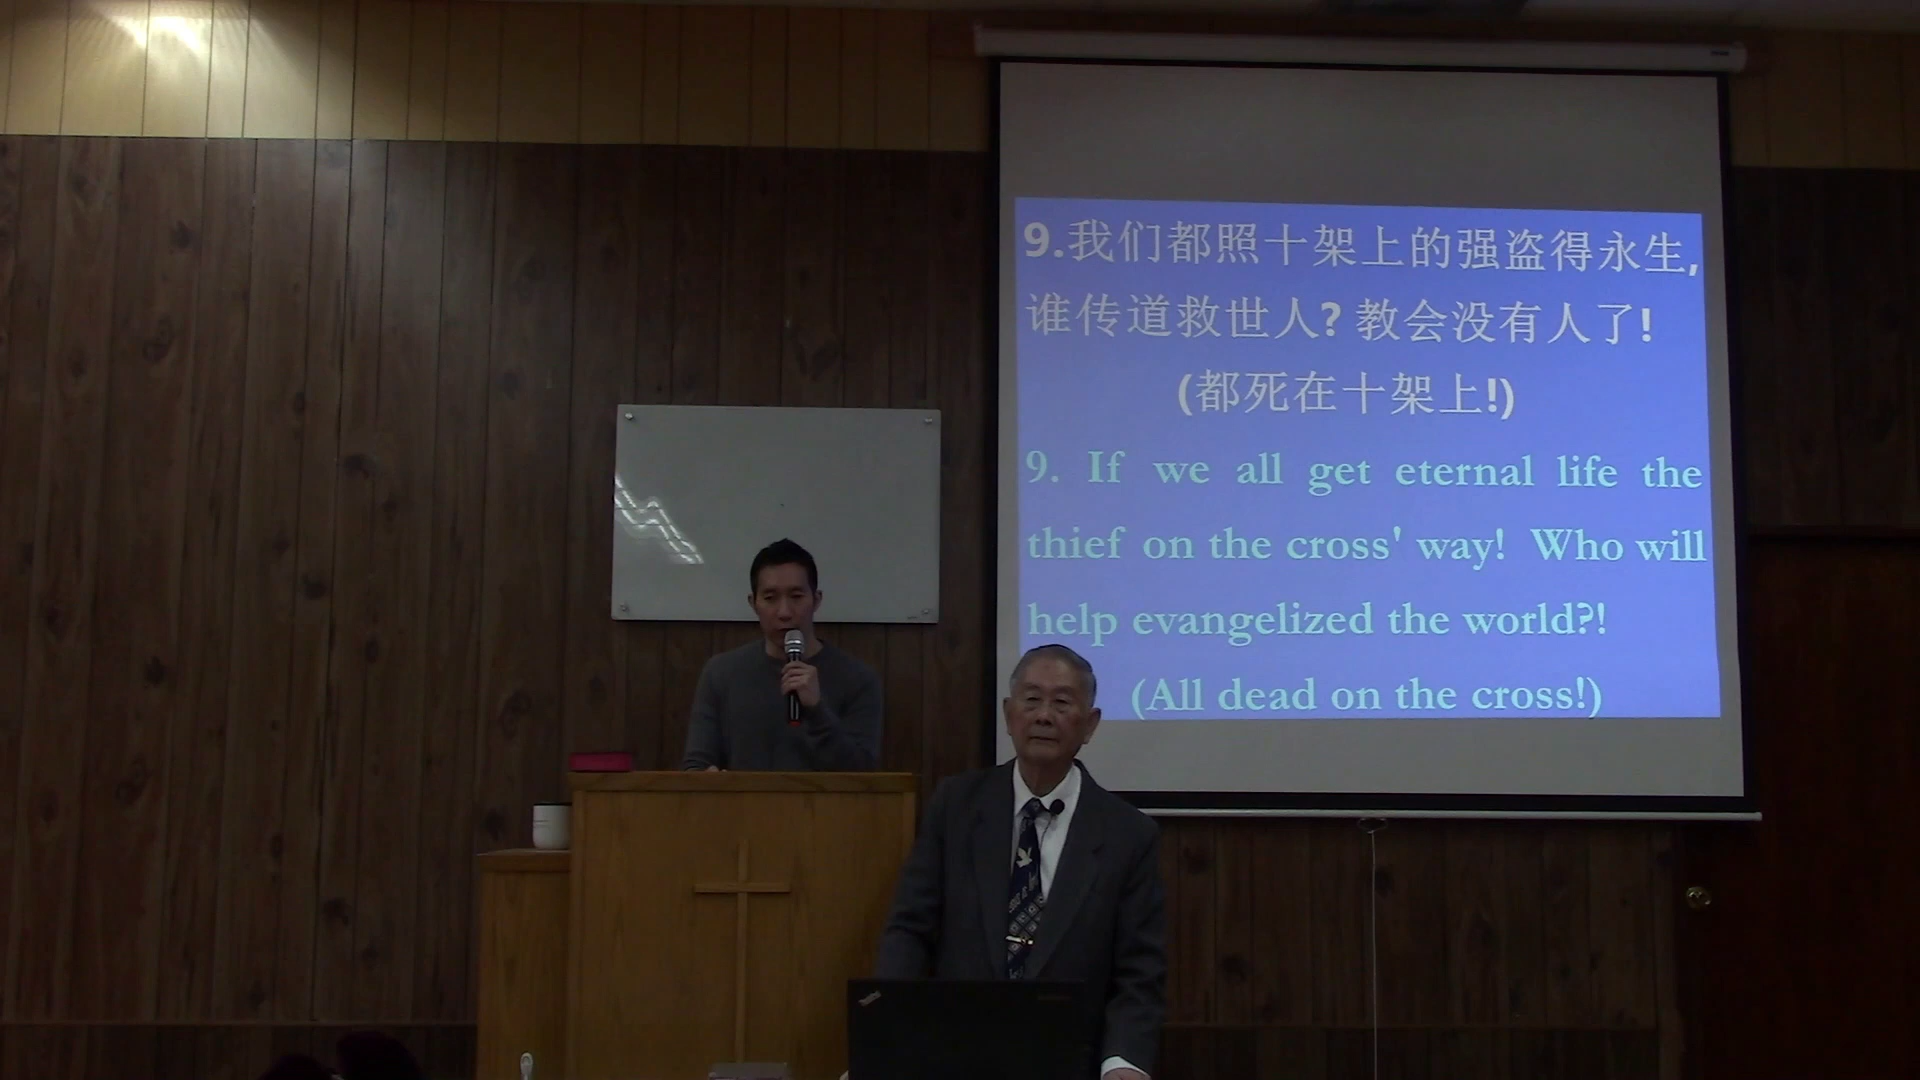 9.我们都照十架上的强盗得永生,
谁传道救世人? 教会没有人了!
(都死在十架上!)
9. If we all get eternal life the
thief on the cross' way! Who will
help evangelized the world?!
(All dead on the cross!)